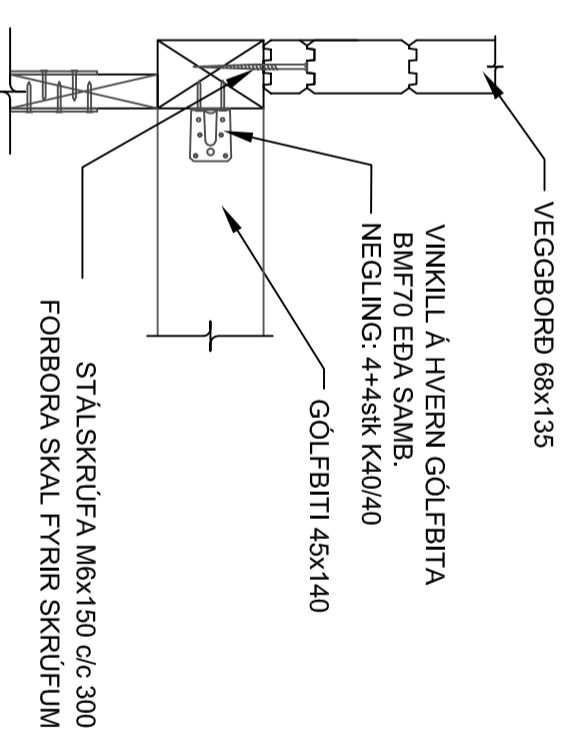 VEGGBORÐ 68x135
VINKILL Á HVERN GÓLFBITA
BMF70 EÐA SAMB.
NEGLING: 4+4stk K40/40
GÓLFBITI 45x140
STÁLSKRÚFA M6x150 c/c 300
FORBORA SKAL FYRIR SKRÚFUM